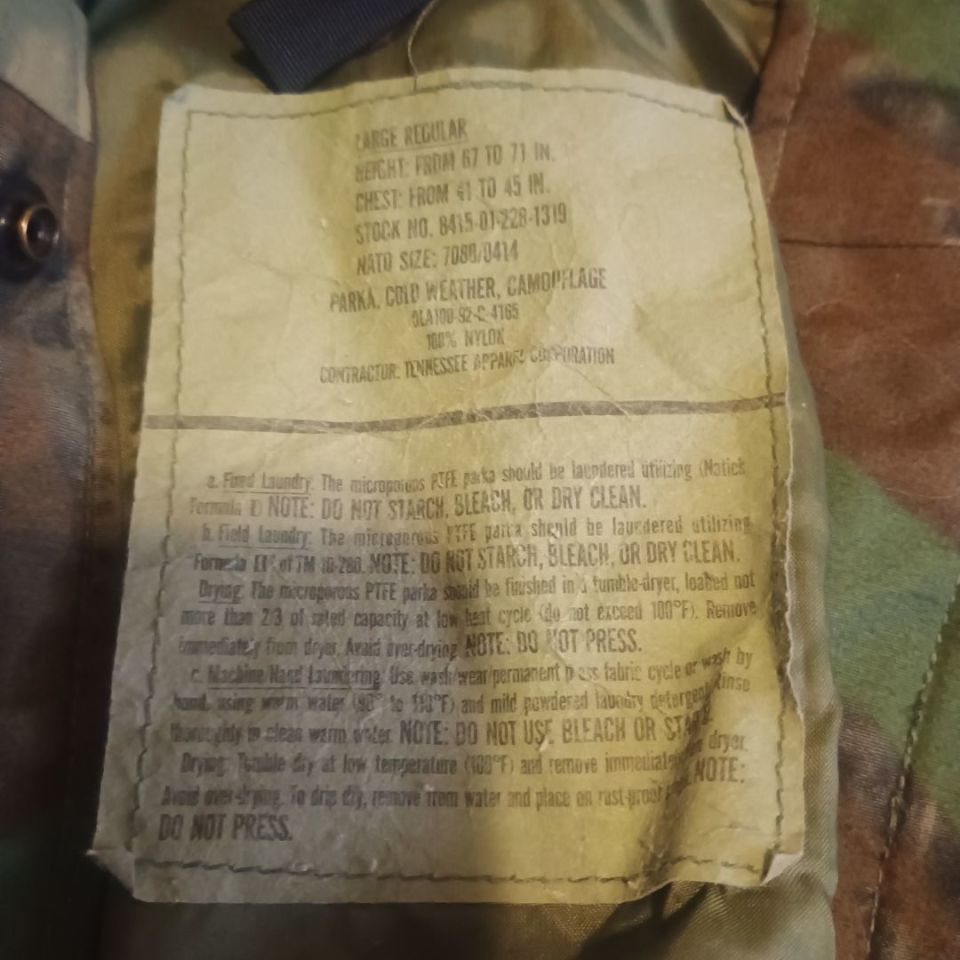 LARGE REGULAR
HEIGHT: FROM 67 TO 71 IN.
CHEST: FROM 41 TO 45 IN.
STOCK NO. 8415-01-228-1319
NATO SIZE: 7080/0414
PARKA, COLD WEATHER, CAMOUFLAGE
DLA100-92-C-4165
100% NYLON
CONTRACTOR: TENNESSEE APPAREL CORPORATION
a. Fixed Laundry: The microporous PTFE parka should be laundered utilizing (Natick
Formula NOTE: DO NOT STARCH, BLEACH, OR DRY CLEAN.
b. Field Laundry: The microporous PTFE parka should be laundered utilizing
Formula II" of TM 10-280. NOTE: DO NOT STARCH, BLEACH, OR DRY CLEAN.
Drying: The microporous PTFE parka should be finished in a tumble-dryer, loaded not
more than 2/3 of rated capacity at low heat cycle (do not exceed 100°F). Remove
immediately from dryer. Avoid over-drying. NOTE: DO NOT PRESS.
c. Machine/Hand Laundering: Use wash/wear/permanent press fabric cycle or wash by
hand, using warm water (90° to 110°F) and mild powdered laundry detergent. Rinse
thoroughly in clean warm water. NOTE: DO NOT USE BLEACH OR STARCH
Drying: Tumble dry at low temperature (100°F) and remove immediately dryer.
Avoid over-drying. To drip dry, remove from water and place on rust-proof NOTE:
DO NOT PRESS.